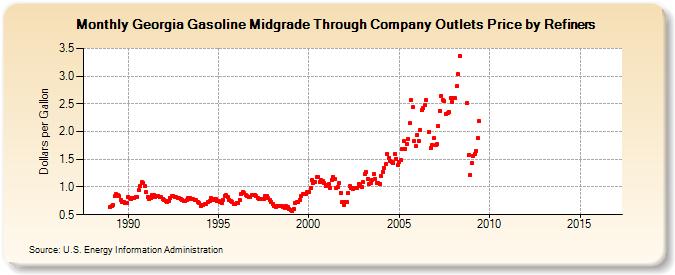 Monthly Georgia Gasoline Midgrade Through Company Outlets Price by Refiners
Dollars per Gallon
3.5
3.0
2.5
2.0
1.5
1.0
0.5
1990 1995 2000 2005 2010 2015
Source: U.S. Energy Information Administration